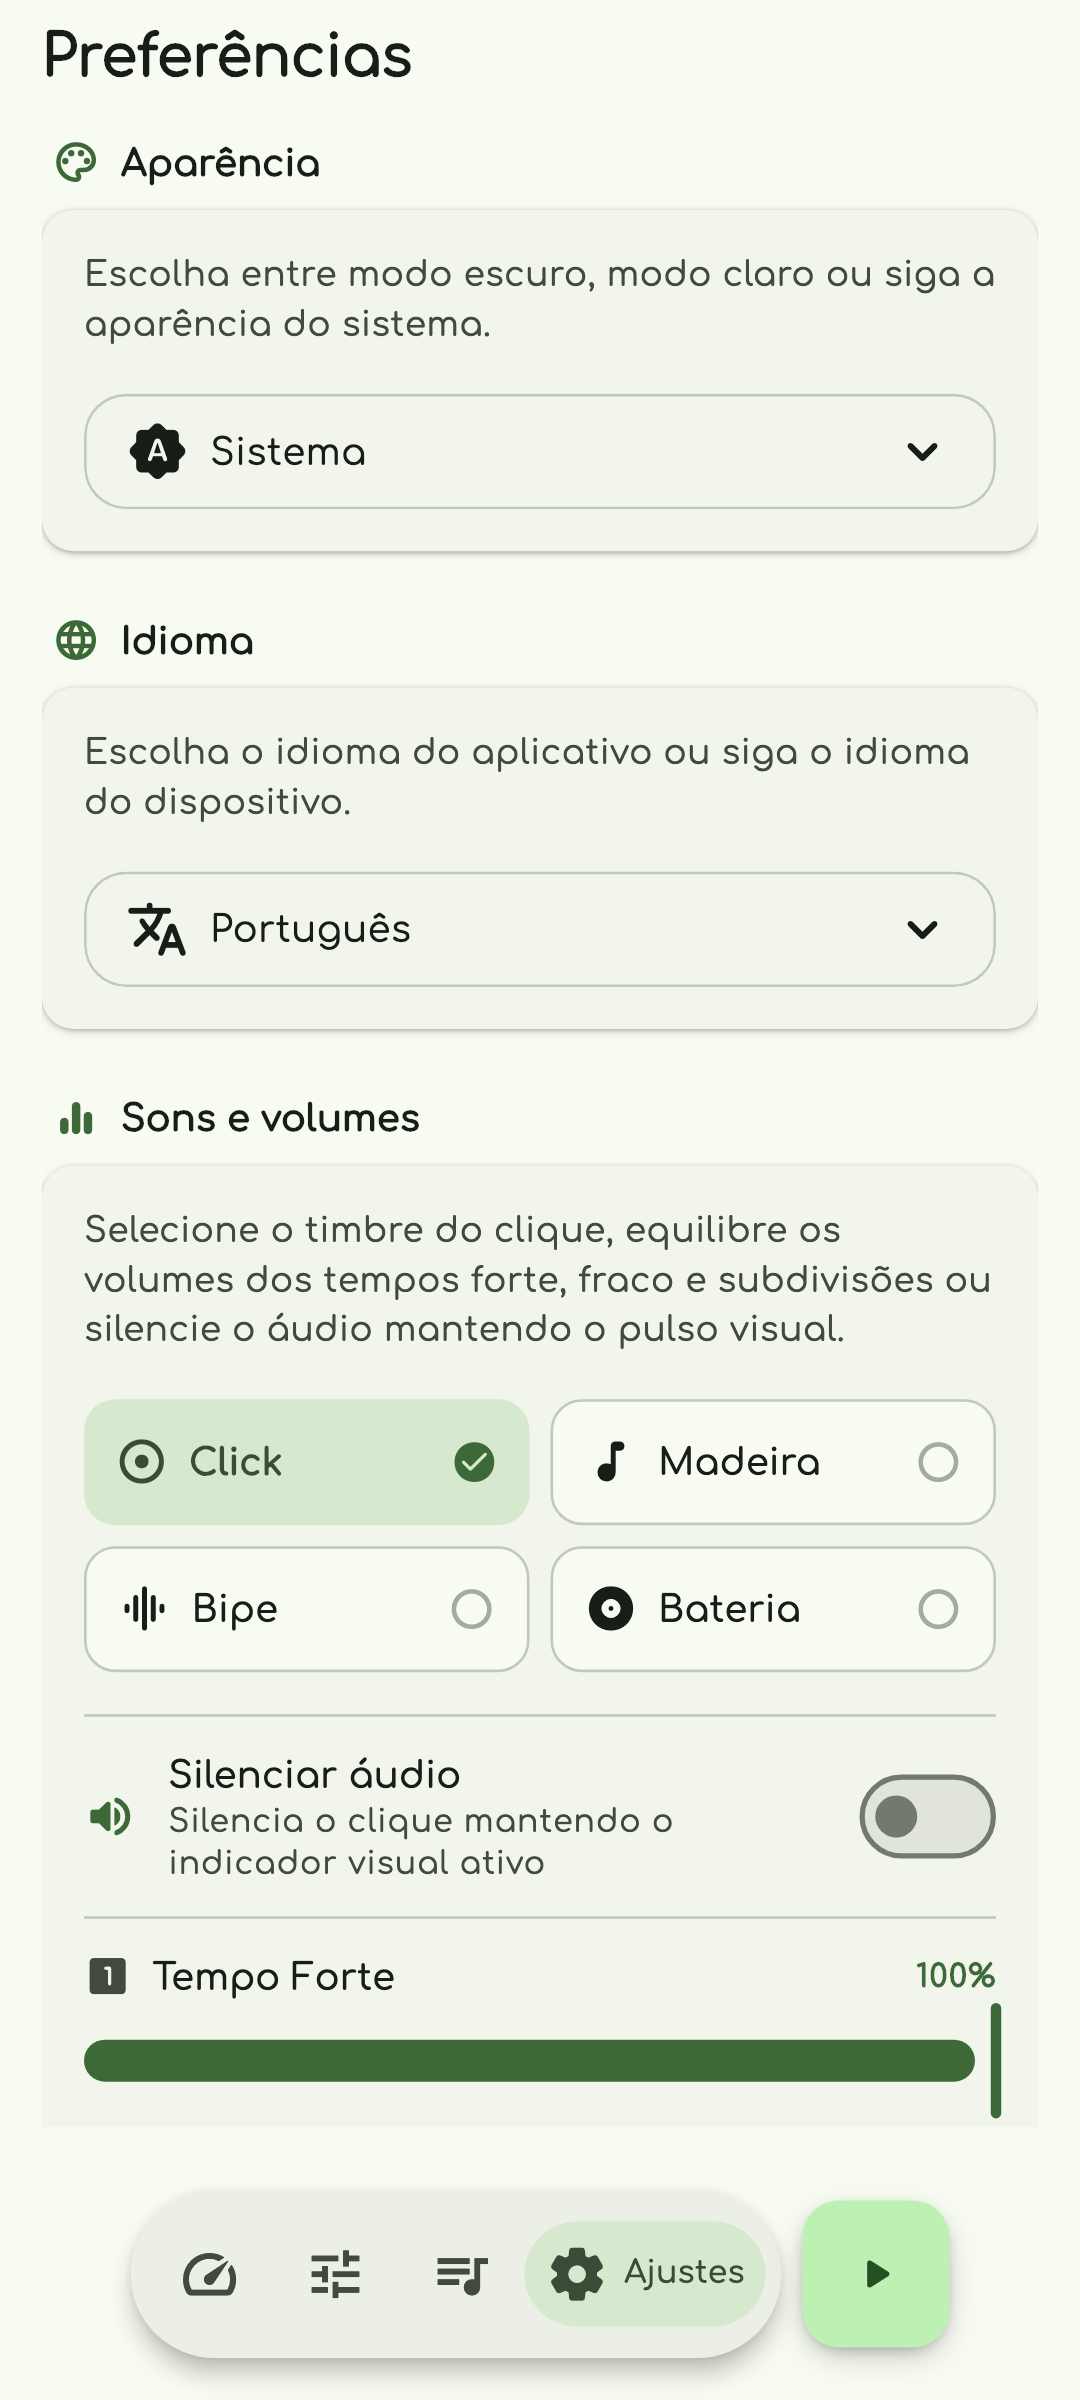 Preferências
Aparência
Escolha entre modo escuro, modo claro ou siga a
aparência do sistema.
A Sistema
Idioma
Escolha o idioma do aplicativo ou siga o idioma
do dispositivo.
Português
Sons e volumes
Selecione o timbre do clique, equilibre os
volumes dos tempos forte, fraco e subdivisões ou
silencie o áudio mantendo o pulso visual.
Click
Madeira
Bipe
Bateria
Silenciar áudio
Silencia o clique mantendo o
indicador visual ativo
1 Tempo Forte 100%
Ajustes